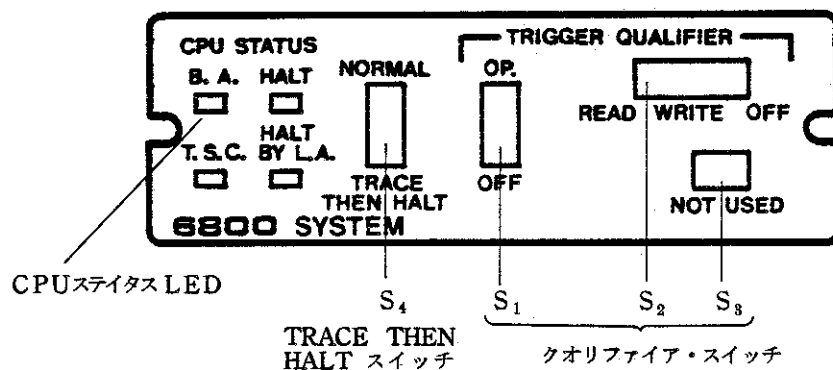 CPU STATUS
B. A. HALT
T. S. C. HALT BY L.A.
NORMAL
TRACE
THEN HALT
TRIGGER QUALIFIER
OP.
OFF
READ WRITE OFF
NOT USED
6800 SYSTEM
CPUステイタスLED
S₄
TRACE THEN
HALT スイッチ
S₁
S₂
S₃
クオリファイア・スイッチ